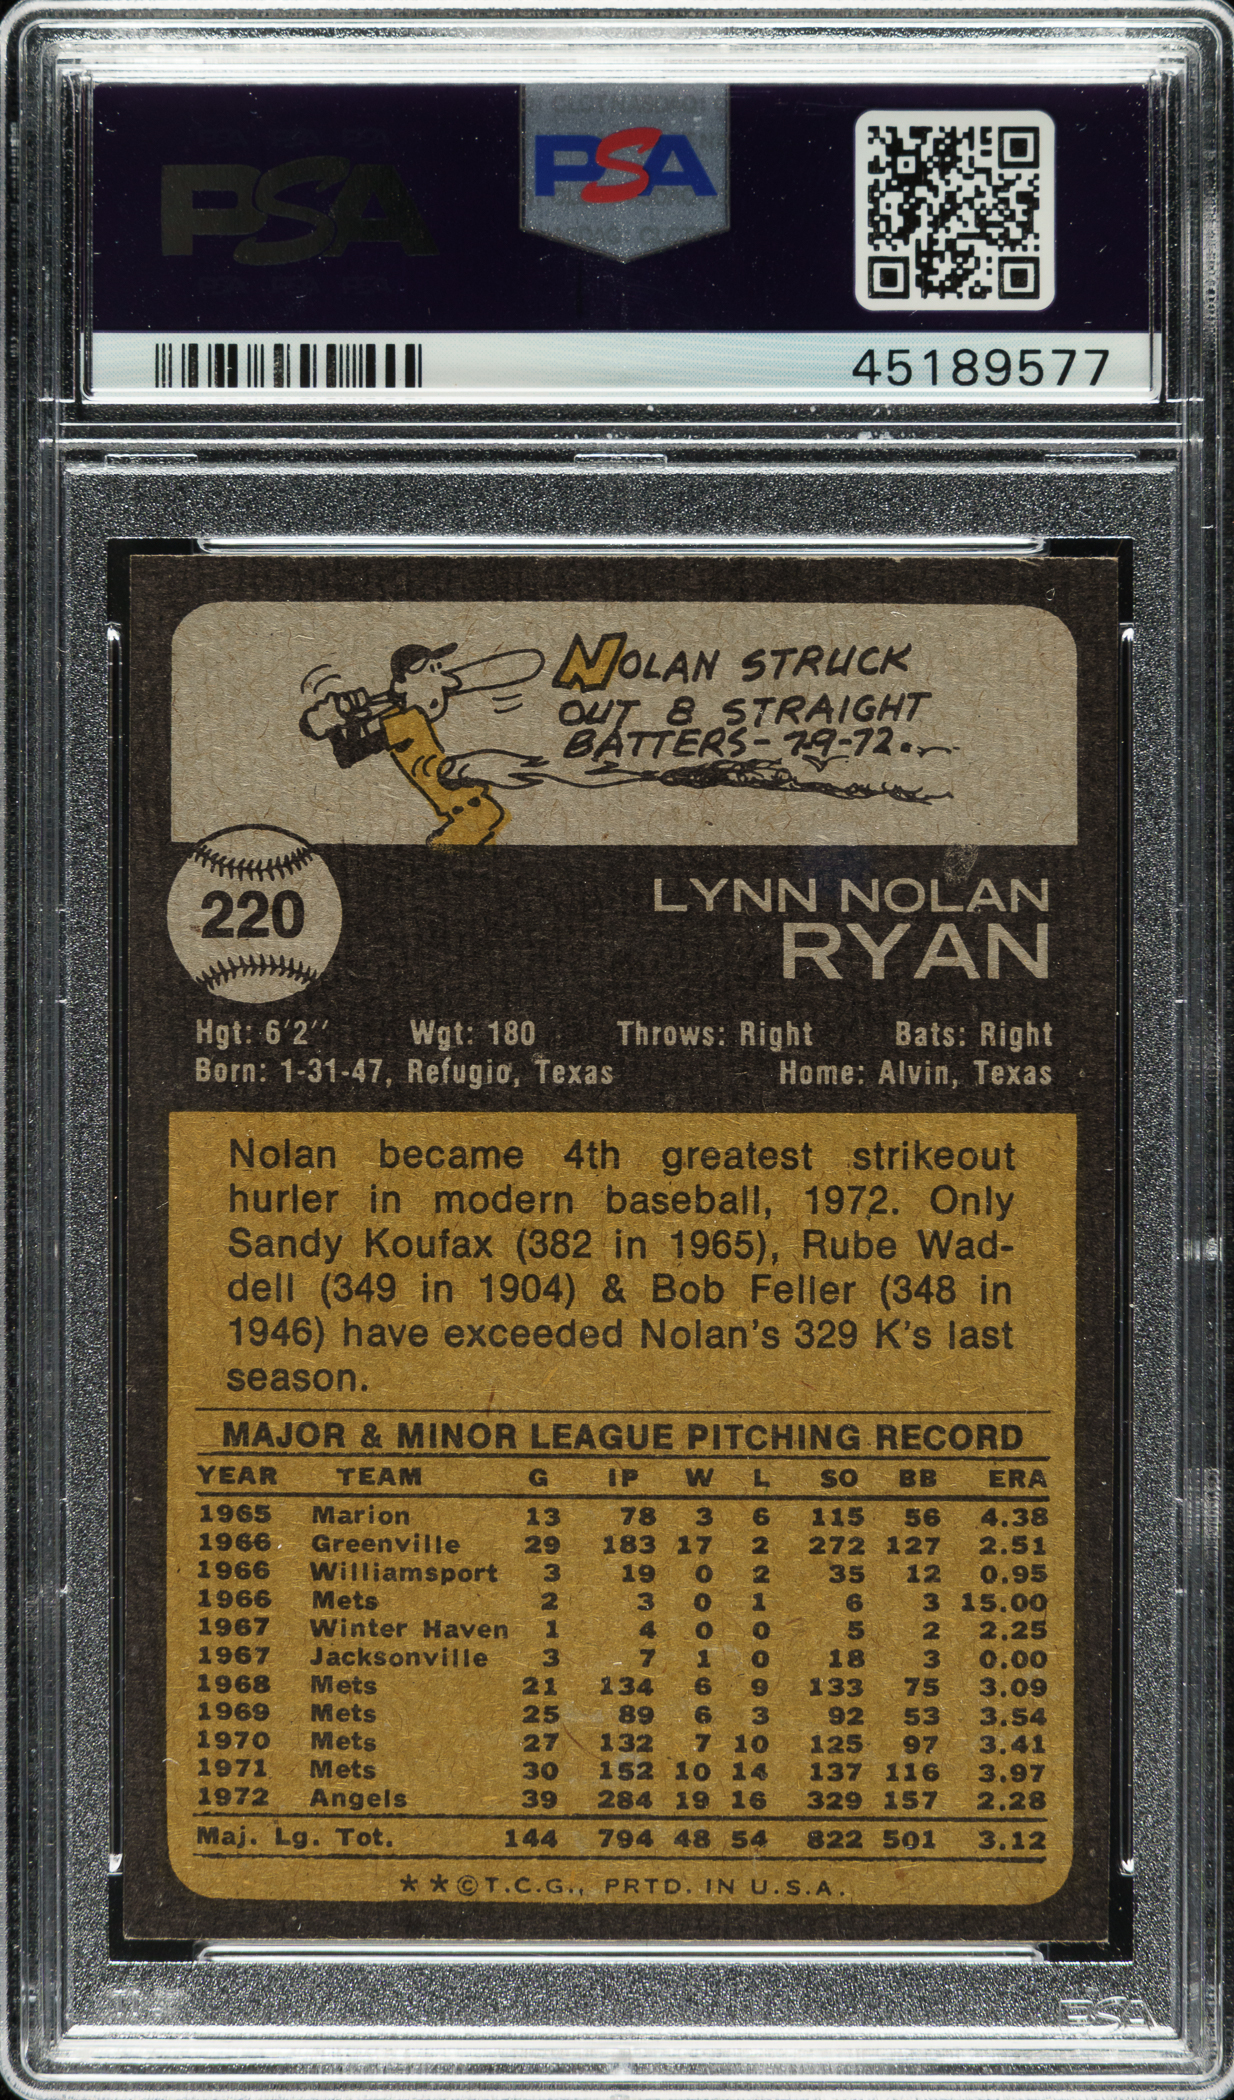 PSA
PSA
45189577
NOLAN STRUCK
OUT 8 STRAIGHT
BATTERS-7-9-72.
220
LYNN NOLAN
RYAN
Hgt: 6'2'' Wgt: 180 Throws: Right Bats: Right
Born: 1-31-47, Refugio, Texas Home: Alvin, Texas
Nolan became 4th greatest strikeout
hurler in modern baseball, 1972. Only
Sandy Koufax (382 in 1965), Rube Wad-
dell (349 in 1904) & Bob Feller (348 in
1946) have exceeded Nolan's 329 K's last
season.
MAJOR & MINOR LEAGUE PITCHING RECORD
YEAR TEAM G IP W L SO BB ERA
1965 Marion 13 78 3 6 115 56 4.38
1966 Greenville 29 183 17 2 272 127 2.51
1966 Williamsport 3 19 0 2 35 12 0.95
1966 Mets 2 3 0 1 6 3 15.00
1967 Winter Haven 1 4 0 0 5 2 2.25
1967 Jacksonville 3 7 1 0 18 3 0.00
1968 Mets 21 134 6 9 133 75 3.09
1969 Mets 25 89 6 3 92 53 3.54
1970 Mets 27 132 7 10 125 97 3.41
1971 Mets 30 152 10 14 137 116 3.97
1972 Angels 39 284 19 16 329 157 2.28
Maj. Lg. Tot. 144 794 48 54 822 501 3.12
**©T.C.G., PRTD. IN U.S.A.
PSA